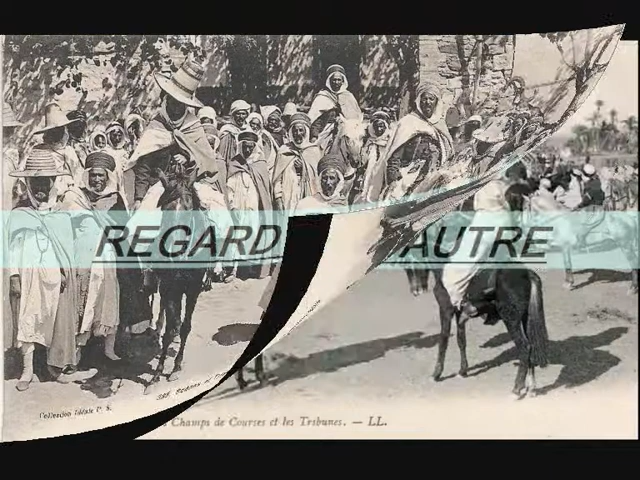 REGARD AUTRE
Collection Idéale P. S.
Champs de Courses et les Tribunes. — LL.